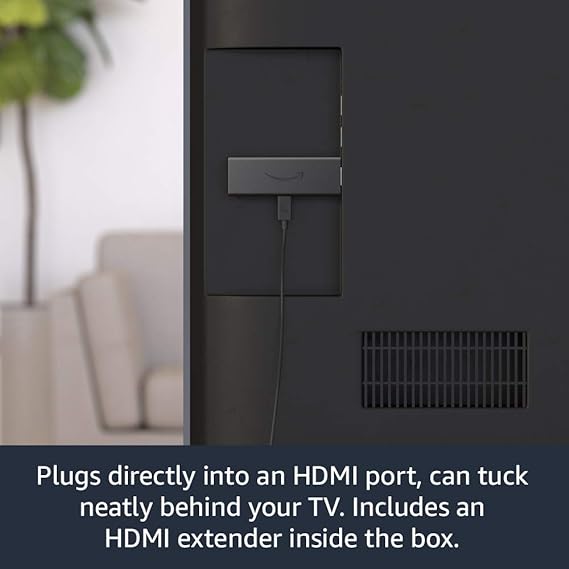 Plugs directly into an HDMI port, can tuck
neatly behind your TV. Includes an
HDMI extender inside the box.